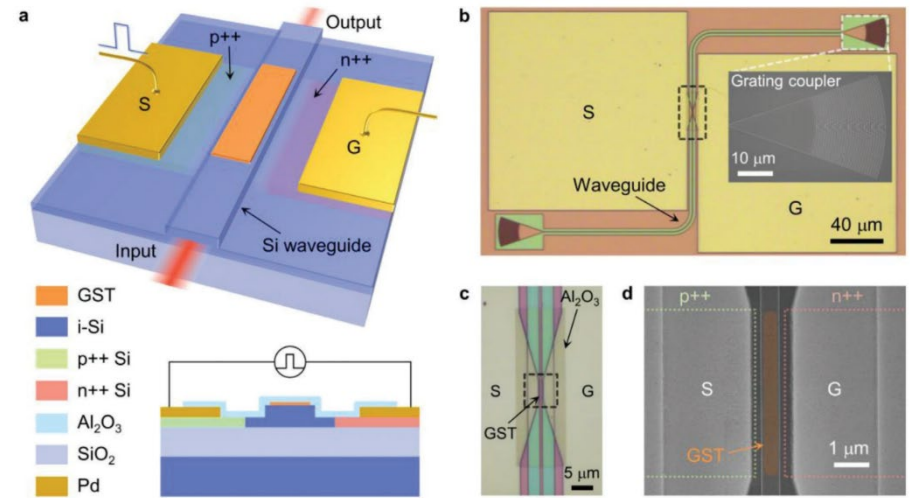 a
Output
p++
n++
S
G
Si waveguide
Input
GST
i-Si
p++ Si
n++ Si
Al₂O₃
SiO₂
Pd
b
Grating coupler
10 μm
S
Waveguide
G
40 μm
c
Al₂O₃
S
G
GST
5 μm
d
p++
n++
S
G
GST
1 μm